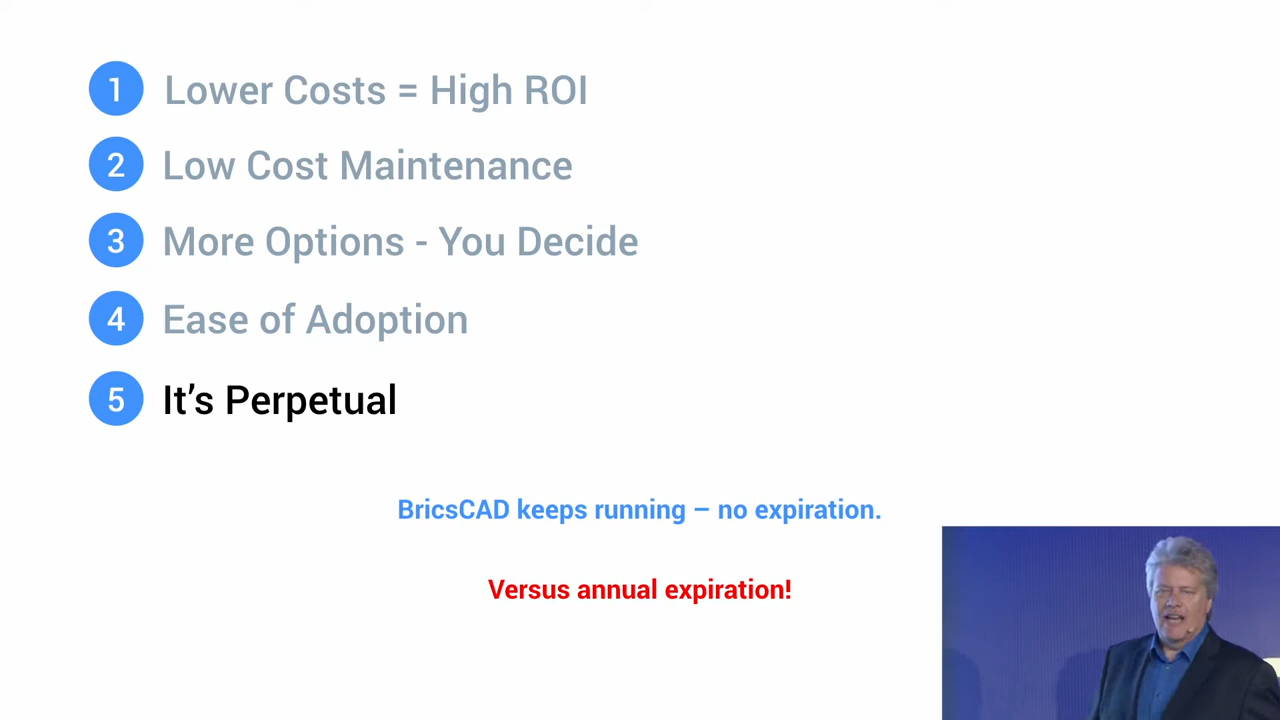 1 Lower Costs = High ROI
2 Low Cost Maintenance
3 More Options - You Decide
4 Ease of Adoption
5 It’s Perpetual
BricsCAD keeps running – no expiration.
Versus annual expiration!